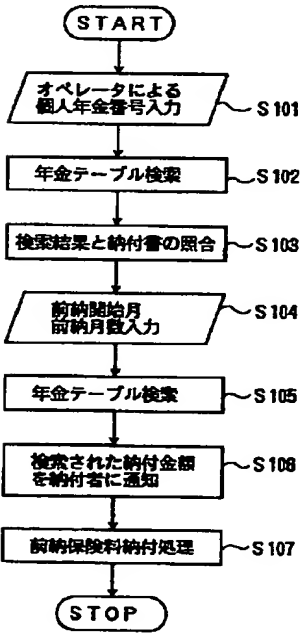 START
オペレータによる
個人年金番号入力
S101
年金テーブル検索
S102
検索結果と納付書の照合
S103
前納開始月
前納月数入力
S104
年金テーブル検索
S105
検索された納付金額
を納付者に通知
S106
前納保険料納付処理
S107
STOP